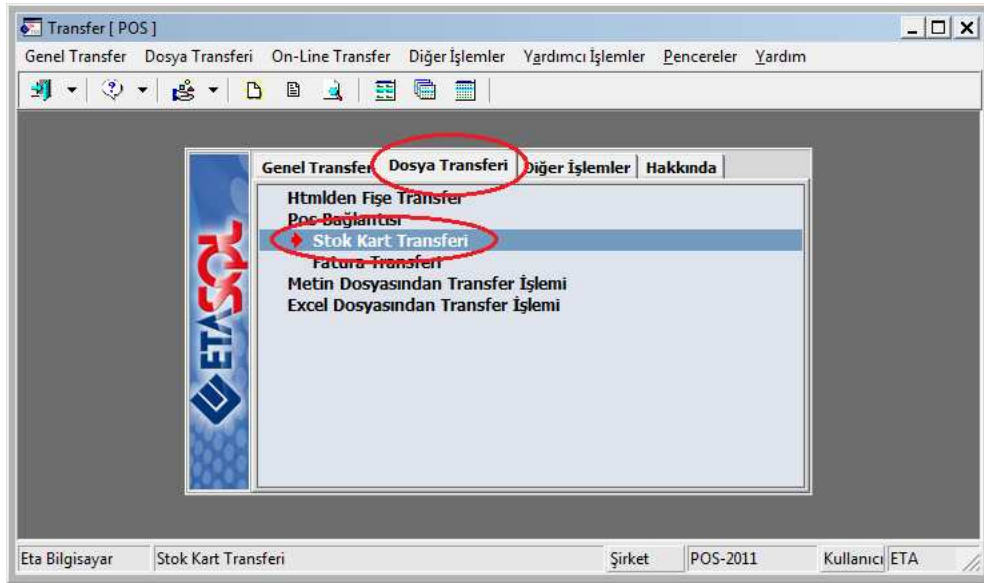 Transfer [ POS ]
Genel Transfer Dosya Transferi On-Line Transfer Diğer İşlemler Yardımcı İşlemler Pencereler Yardım
Genel Transfer Dosya Transferi Diğer İşlemler Hakkında
Htmlden Fişe Transfer
Pos Bağlantısı
Stok Kart Transferi
Fatura Transferi
Metin Dosyasından Transfer İşlemi
Excel Dosyasından Transfer İşlemi
ETASQL
Eta Bilgisayar Stok Kart Transferi Şirket POS-2011 Kullanıcı ETA